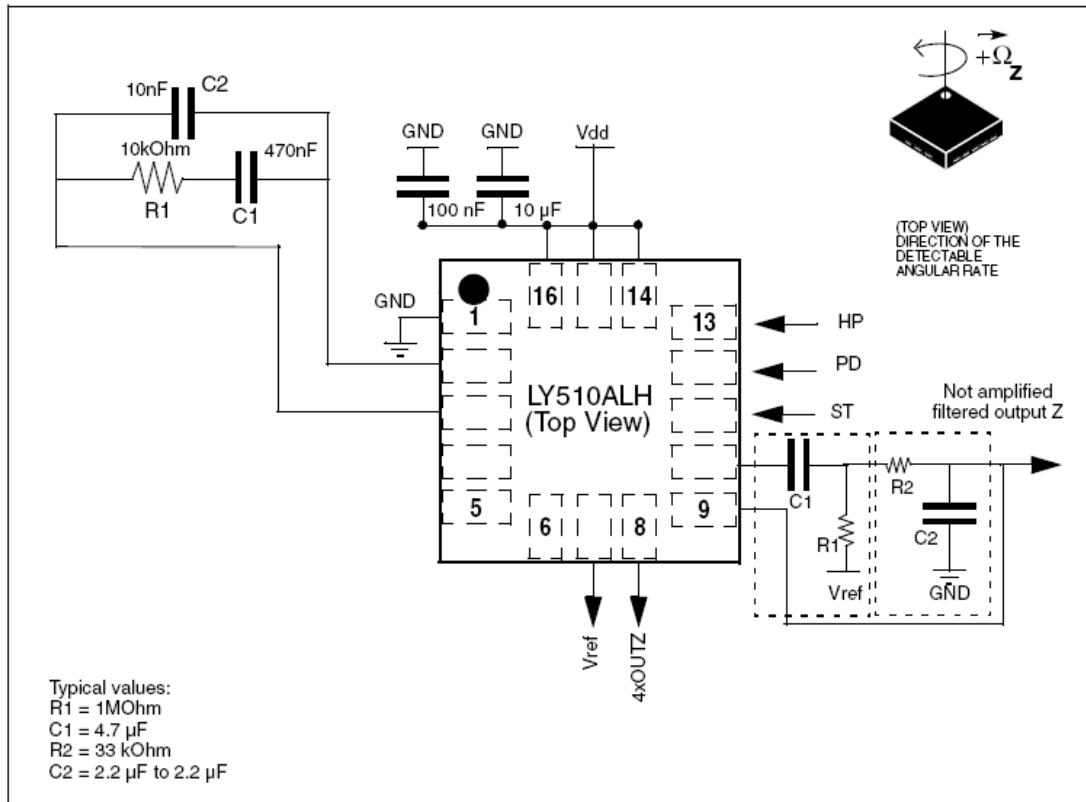 10nF
C2
10kOhm
470nF
R1
C1
GND
GND
Vdd
100 nF
10 µF
+Ω
Z
(TOP VIEW)
DIRECTION OF THE
DETECTABLE
ANGULAR RATE
GND
1
16
14
13
HP
PD
ST
LY510ALH
(Top View)
5
6
8
9
Not amplified
filtered output Z
C1
R2
R1
C2
Vref
GND
Vref
4xOUTZ
Typical values:
R1 = 1MOhm
C1 = 4.7 µF
R2 = 33 kOhm
C2 = 2.2 µF to 2.2 µF